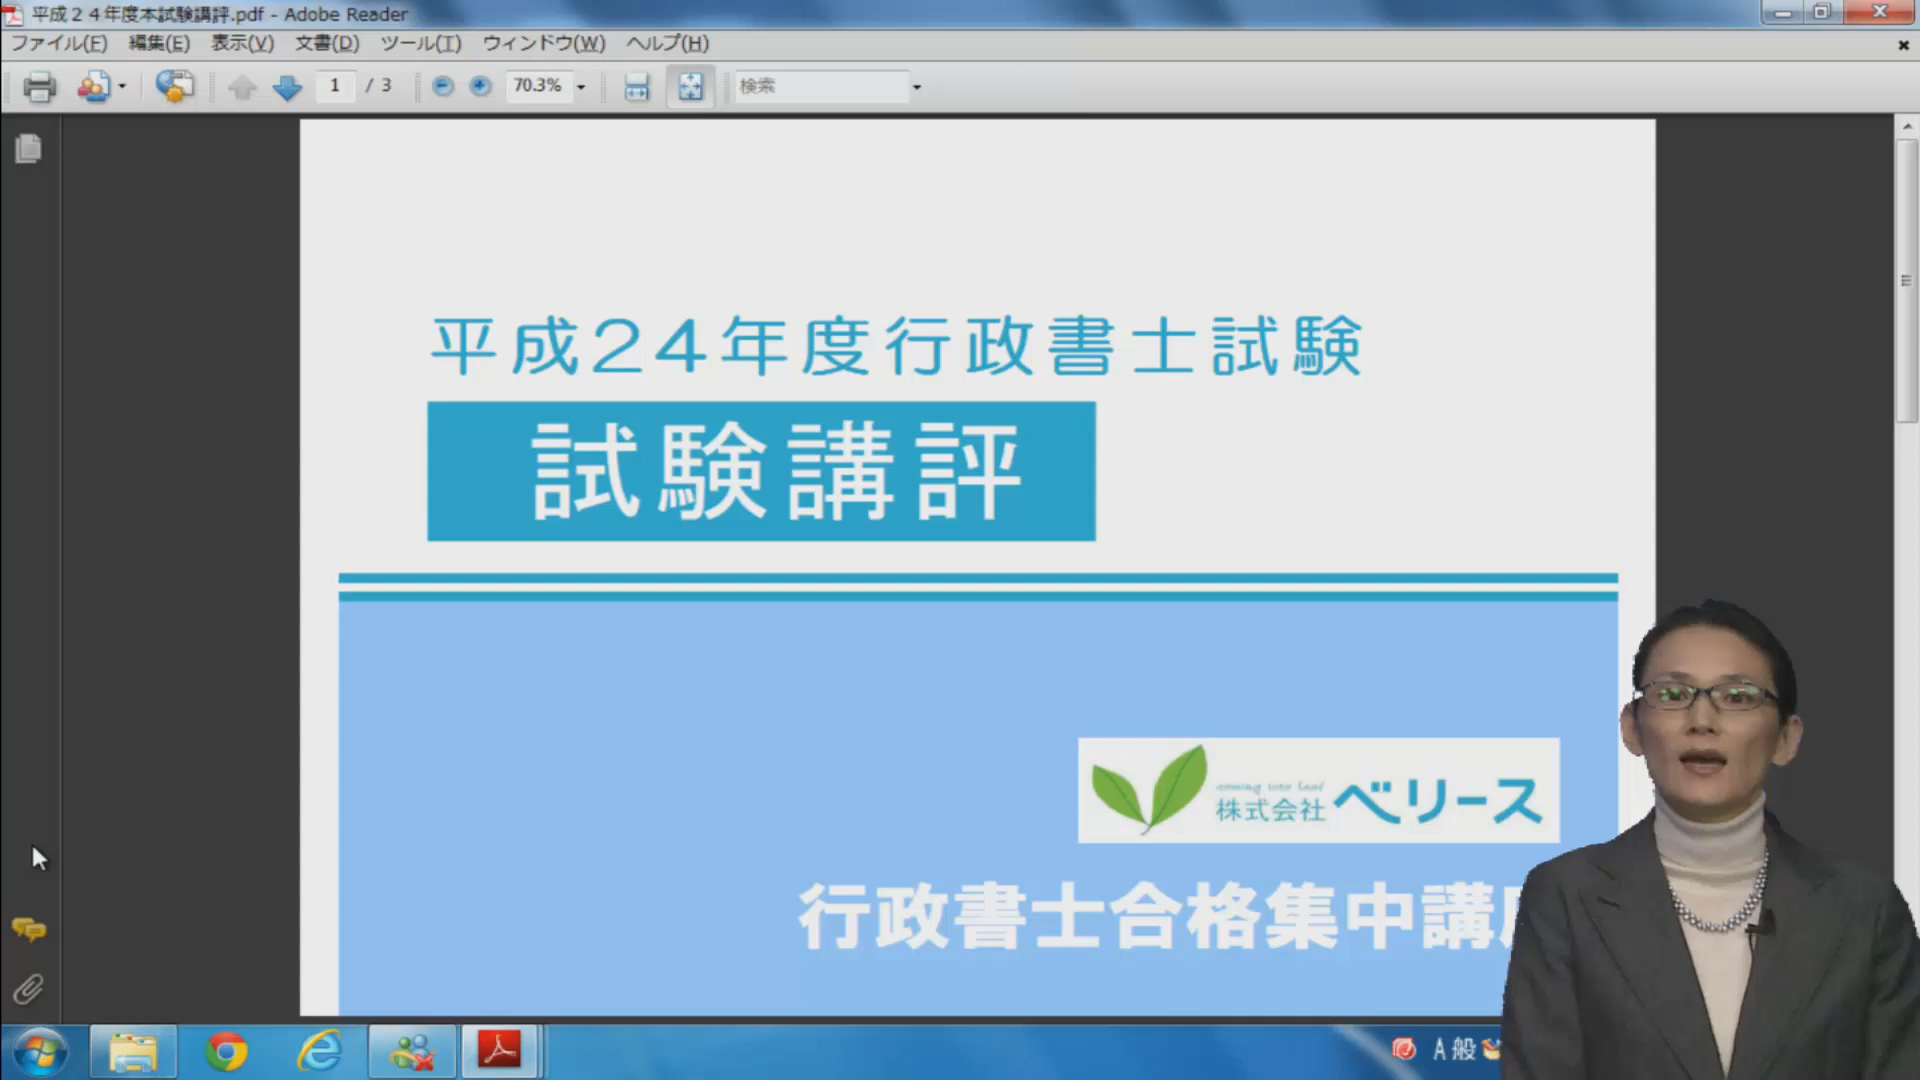 平成２４年度本試験講評.pdf - Adobe Reader
ファイル(F) 編集(E) 表示(V) 文書(D) ツール(T) ウィンドウ(W) ヘルプ(H)
1 / 3 70.3% 検索
平成24年度行政書士試験
試験講評
coming into leaf
株式会社 ベリース
行政書士合格集中講
A 般